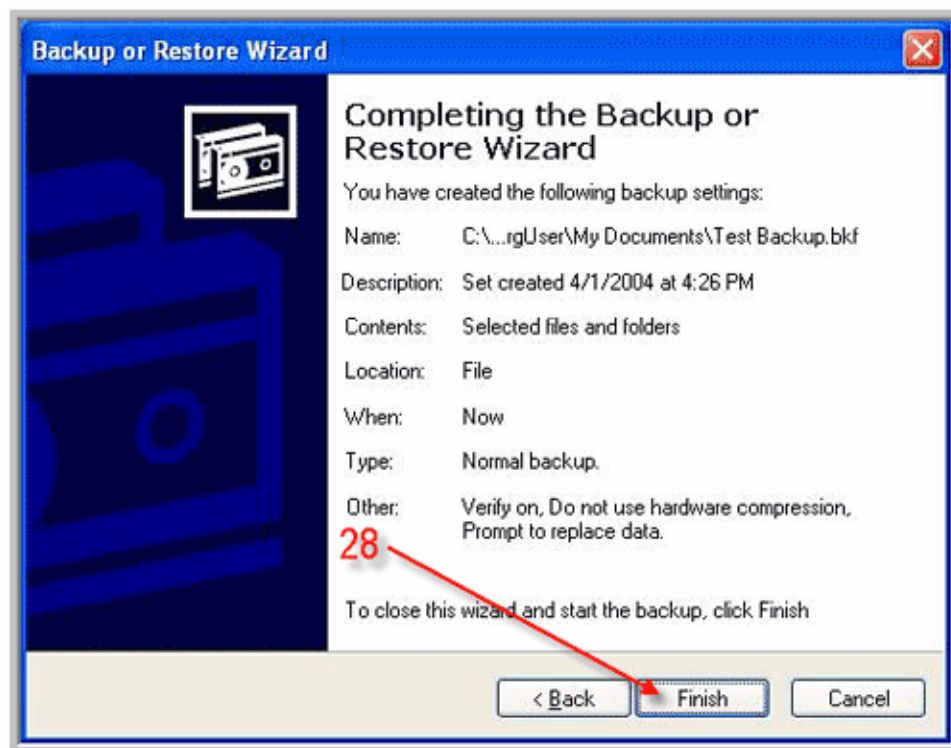 Backup or Restore Wizard
Completing the Backup or
Restore Wizard
You have created the following backup settings:
Name: C:\...rgUser\My Documents\Test Backup.bkf
Description: Set created 4/1/2004 at 4:26 PM
Contents: Selected files and folders
Location: File
When: Now
Type: Normal backup.
Other: Verify on, Do not use hardware compression,
Prompt to replace data.
28
To close this wizard and start the backup, click Finish
< Back Finish Cancel